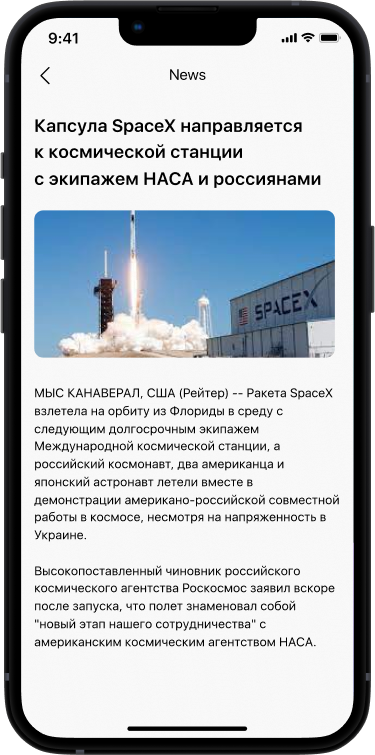 9:41
News
Капсула SpaceX направляется
к космической станции
с экипажем НАСА и россиянами
SPACEX
МЫС КАНАВЕРАЛ, США (Рейтер) -- Ракета SpaceX
взлетела на орбиту из Флориды в среду с
следующим долгосрочным экипажем
Международной космической станции, а
российский космонавт, два американца и
японский астронавт летели вместе в
демонстрации американо-российской совместной
работы в космосе, несмотря на напряженность в
Украине.
Высокопоставленный чиновник российского
космического агентства Роскосмос заявил вскоре
после запуска, что полет знаменовал собой
"новый этап нашего сотрудничества" с
американским космическим агентством НАСА.